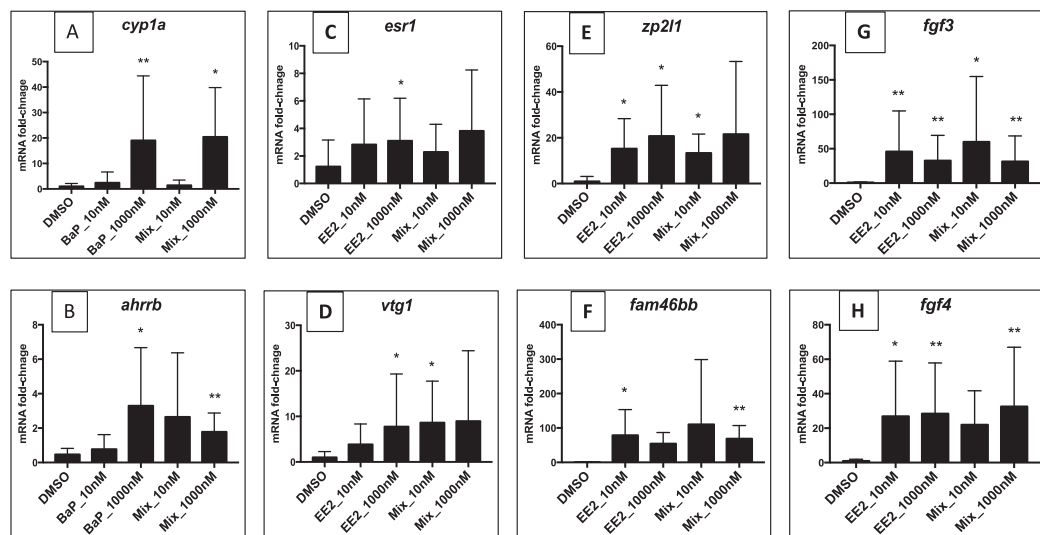 A
cyp1a
mRNA fold-chnage
50
40
30
20
10
0
**
*
DMSO
BaP_10nM
BaP_1000nM
Mix_10nM
Mix_1000nM
C
esr1
mRNA fold-chnage
8
6
4
2
0
*
DMSO
EE2_10nM
EE2_1000nM
Mix_10nM
Mix_1000nM
E
zp2l1
mRNA fold-chnage
60
40
20
0
*
*
*
DMSO
EE2_10nM
EE2_1000nM
Mix_10nM
Mix_1000nM
G
fgf3
mRNA fold-chnage
200
150
100
50
0
**
**
*
**
DMSO
EE2_10nM
EE2_1000nM
Mix_10nM
Mix_1000nM
B
ahrrb
mRNA fold-chnage
8
6
4
2
0
*
**
DMSO
BaP_10nM
BaP_1000nM
Mix_10nM
Mix_1000nM
D
vtg1
mRNA fold-chnage
30
20
10
0
*
*
DMSO
EE2_10nM
EE2_1000nM
Mix_10nM
Mix_1000nM
F
fam46bb
mRNA fold-chnage
400
300
200
100
0
*
**
DMSO
EE2_10nM
EE2_1000nM
Mix_10nM
Mix_1000nM
H
fgf4
mRNA fold-chnage
80
60
40
20
0
*
**
**
DMSO
EE2_10nM
EE2_1000nM
Mix_10nM
Mix_1000nM